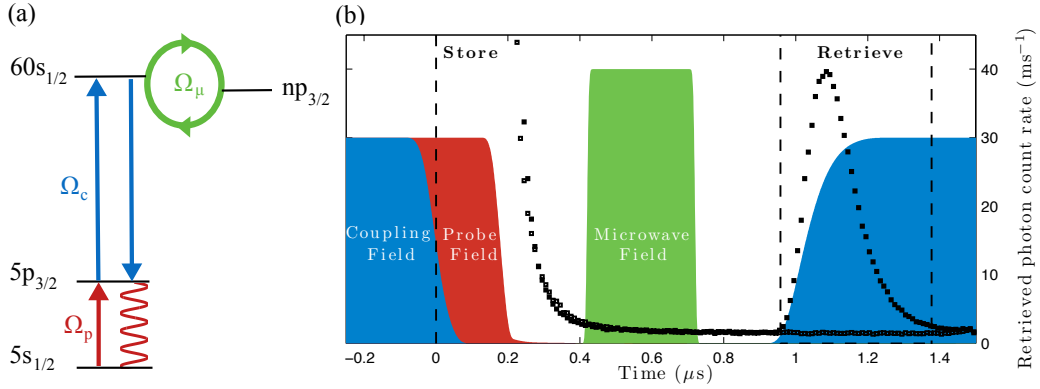 (a)
60s1/2
Ωμ
np3/2
Ωc
5p3/2
Ωp
5s1/2
(b)
Store
Retrieve
Coupling
Field
Probe
Field
Microwave
Field
40
30
20
10
0
Retrieved photon count rate (ms⁻¹)
−0.2
0
0.2
0.4
0.6
0.8
1
1.2
1.4
Time (μs)